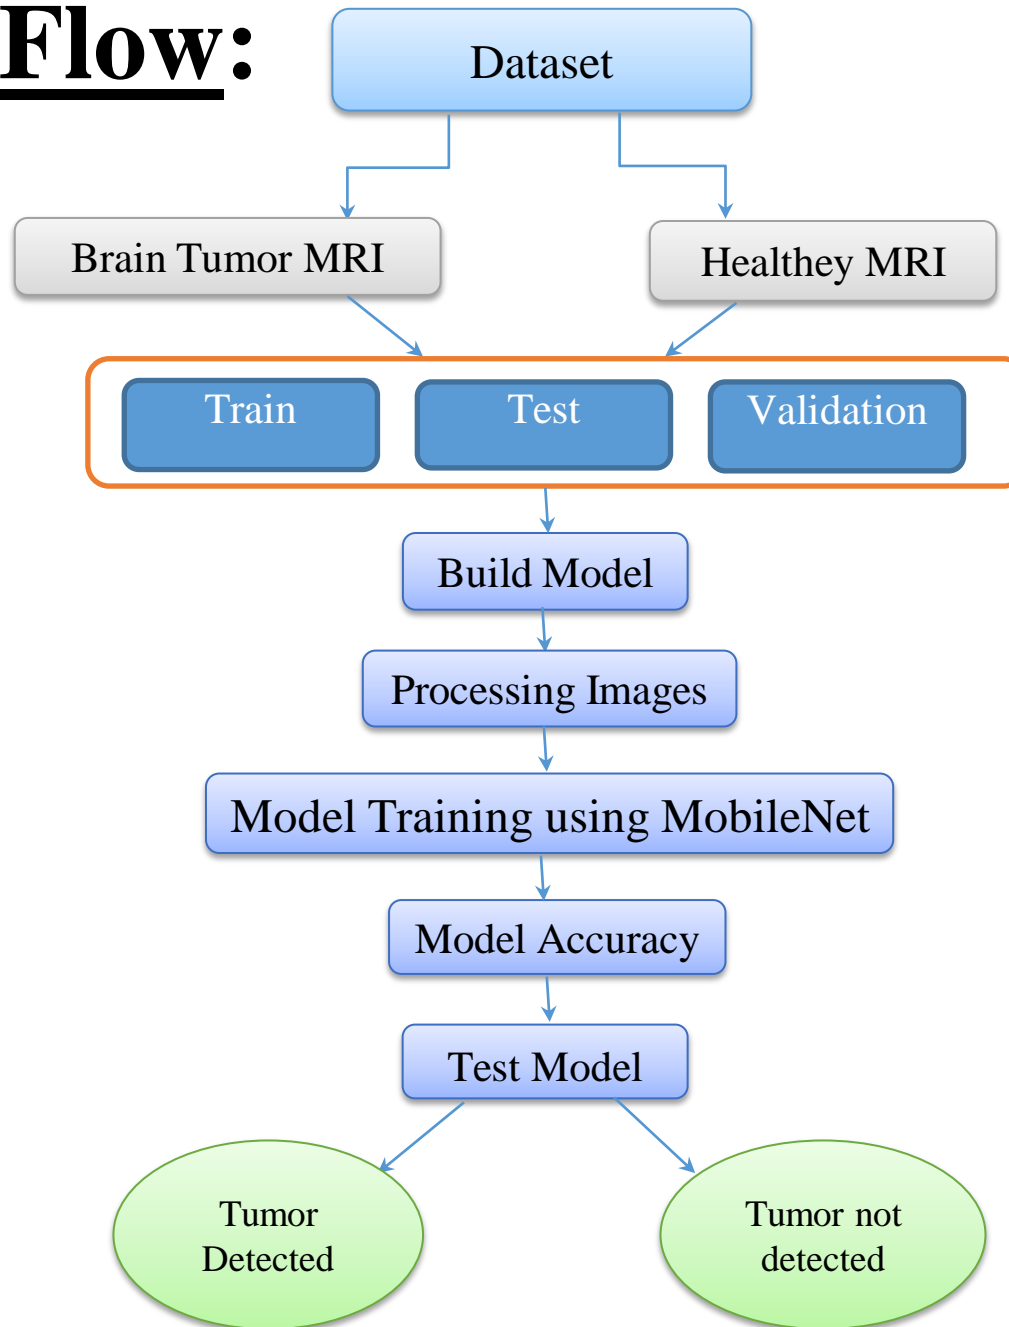 Flow:
Dataset
Brain Tumor MRI
Healthey MRI
Train
Test
Validation
Build Model
Processing Images
Model Training using MobileNet
Model Accuracy
Test Model
Tumor
Detected
Tumor not
detected